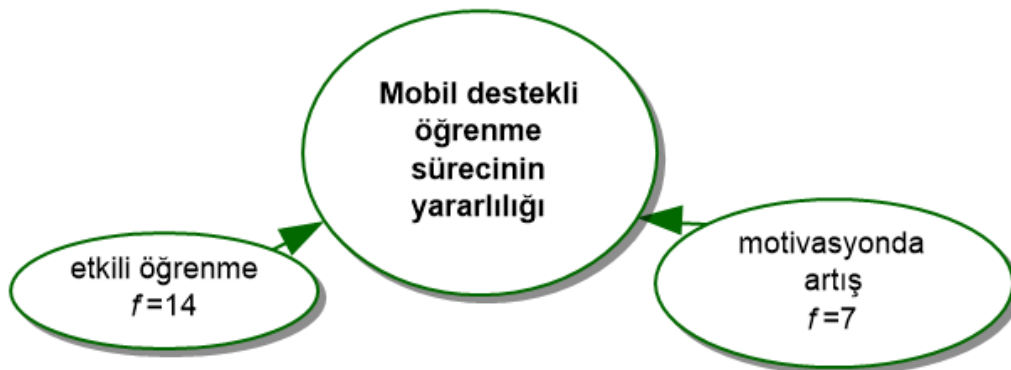 Mobil destekli
öğrenme
sürecinin
yararlılığı
etkili öğrenme
f=14
motivasyonda
artış
f=7